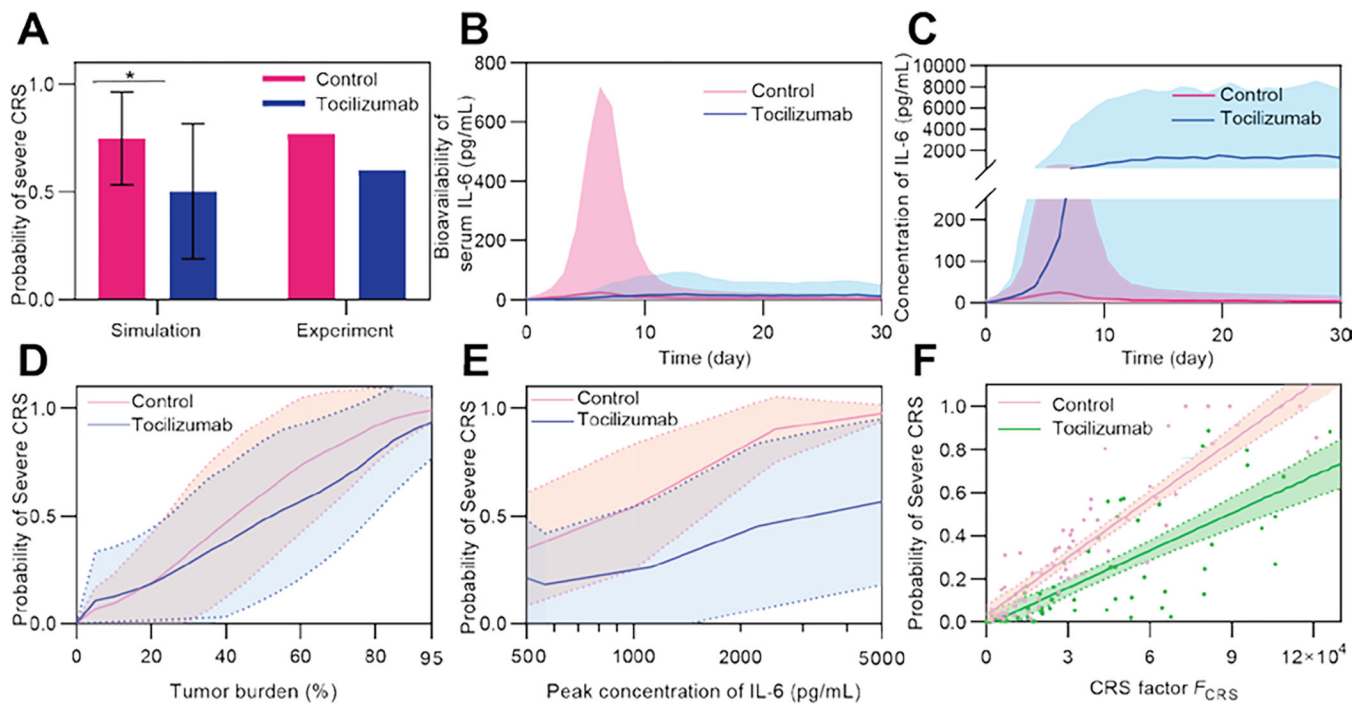 A
Probability of severe CRS
1.0
0.5
0.0
*
Control
Tocilizumab
Simulation
Experiment
B
Bioavailability of
serum IL-6 (pg/mL)
800
600
400
200
0
Control
Tocilizumab
0
10
20
30
Time (day)
C
Concentration of IL-6 (pg/mL)
10000
8000
6000
4000
2000
200
100
0
Control
Tocilizumab
0
10
20
30
Time (day)
D
Probability of Severe CRS
1.0
0.5
0.0
Control
Tocilizumab
0
20
40
60
80
95
Tumor burden (%)
E
Probability of Severe CRS
1.0
0.5
0.0
Control
Tocilizumab
500
1000
2000
5000
Peak concentration of IL-6 (pg/mL)
F
Probability of Severe CRS
1.0
0.8
0.6
0.4
0.2
0.0
Control
Tocilizumab
0
3
6
9
12×10⁴
CRS factor F_CRS